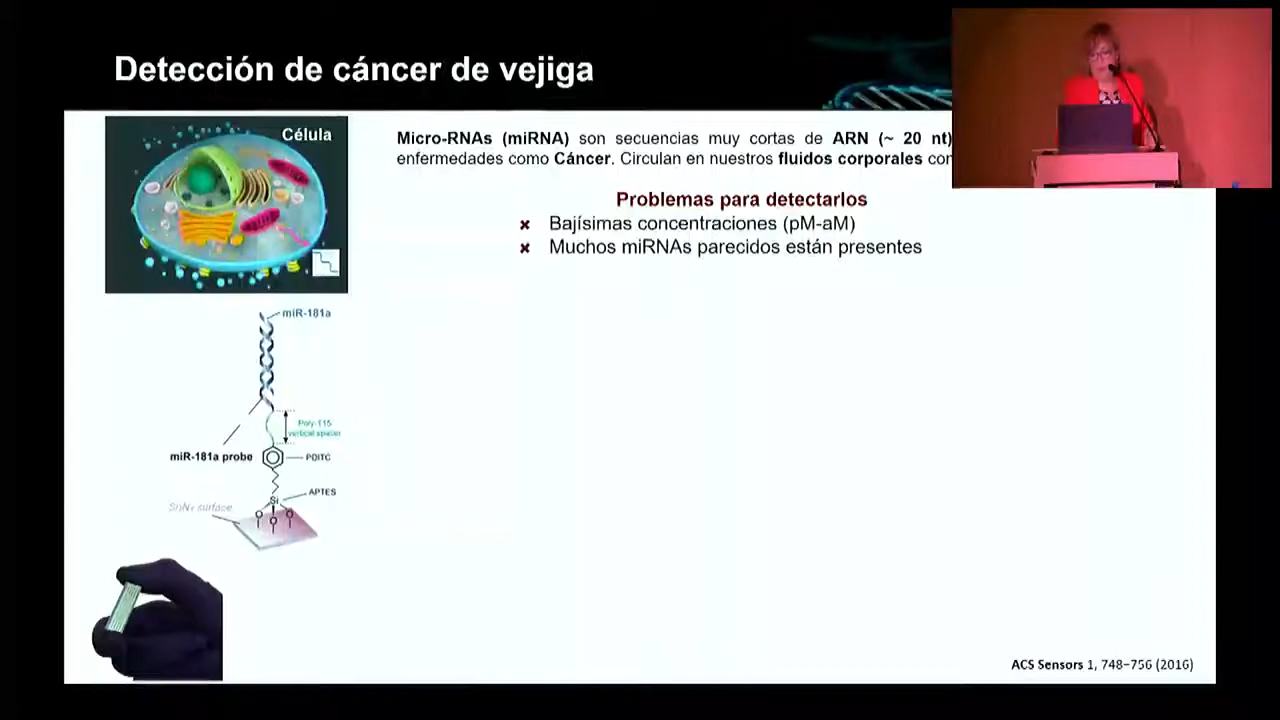 Detección de cáncer de vejiga
Célula
Micro-RNAs (miRNA) son secuencias muy cortas de ARN (~ 20 nt)
enfermedades como Cáncer. Circulan en nuestros fluidos corporales con
Problemas para detectarlos
✖ Bajísimas concentraciones (pM-aM)
✖ Muchos miRNAs parecidos están presentes
miR-181a
Poly-T15
vertical spacer
miR-181a probe
PDITC
Si
APTES
Si₃N₄ surface
O
O
O
ACS Sensors 1, 748–756 (2016)